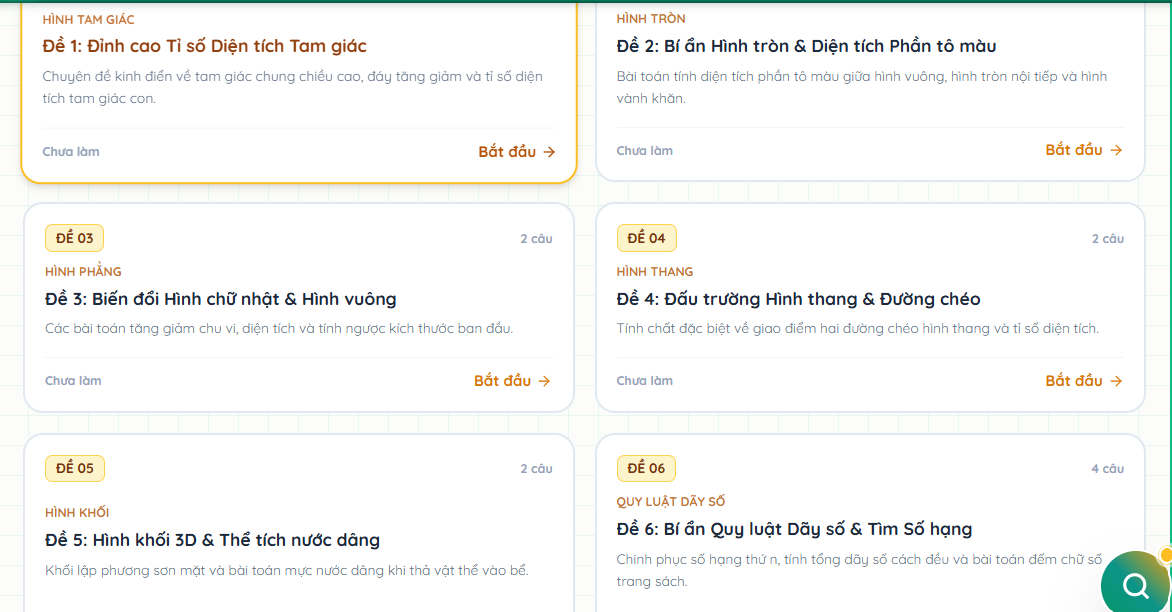 HÌNH TAM GIÁC
Đề 1: Đỉnh cao Tỉ số Diện tích Tam giác
Chuyên đề kinh điển về tam giác chung chiều cao, đáy tăng giảm và tỉ số diện
tích tam giác con.
Chưa làm
Bắt đầu →
HÌNH TRÒN
Đề 2: Bí ẩn Hình tròn & Diện tích Phần tô màu
Bài toán tính diện tích phần tô màu giữa hình vuông, hình tròn nội tiếp và hình
vành khăn.
Chưa làm
Bắt đầu →
ĐỀ 03
2 câu
HÌNH PHẲNG
Đề 3: Biến đổi Hình chữ nhật & Hình vuông
Các bài toán tăng giảm chu vi, diện tích và tính ngược kích thước ban đầu.
Chưa làm
Bắt đầu →
ĐỀ 04
2 câu
HÌNH THANG
Đề 4: Đấu trường Hình thang & Đường chéo
Tính chất đặc biệt về giao điểm hai đường chéo hình thang và tỉ số diện tích.
Chưa làm
Bắt đầu →
ĐỀ 05
2 câu
HÌNH KHỐI
Đề 5: Hình khối 3D & Thể tích nước dâng
Khối lập phương sơn mặt và bài toán mực nước dâng khi thả vật thể vào bể.
ĐỀ 06
4 câu
QUY LUẬT DÃY SỐ
Đề 6: Bí ẩn Quy luật Dãy số & Tìm Số hạng
Chinh phục số hạng thứ n, tính tổng dãy số cách đều và bài toán đếm chữ số
trang sách.